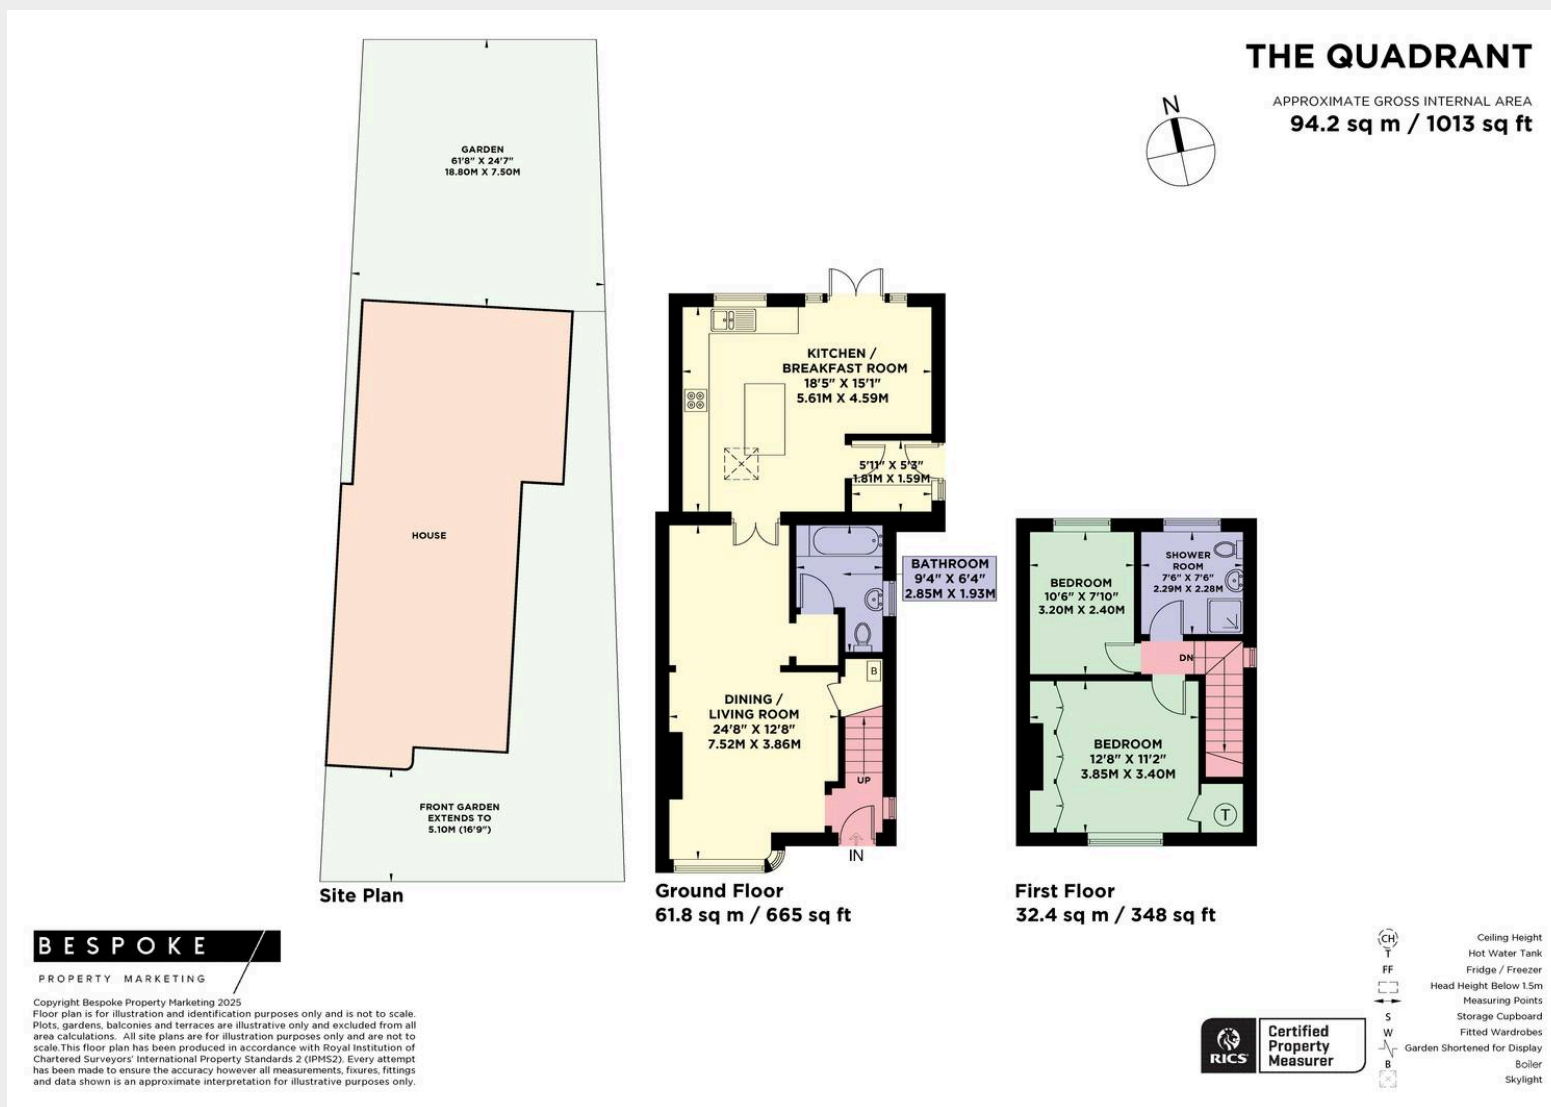 THE QUADRANT
APPROXIMATE GROSS INTERNAL AREA
94.2 sq m / 1013 sq ft
N
GARDEN
61'8" X 24'7"
18.80M X 7.50M
HOUSE
FRONT GARDEN
EXTENDS TO
5.10M (16'9")
Site Plan
KITCHEN /
BREAKFAST ROOM
18'5" X 15'1"
5.61M X 4.59M
5'11" X 5'3"
1.81M X 1.59M
BATHROOM
9'4" X 6'4"
2.85M X 1.93M
B
DINING /
LIVING ROOM
24'8" X 12'8"
7.52M X 3.86M
UP
IN
Ground Floor
61.8 sq m / 665 sq ft
SHOWER
ROOM
7'6" X 7'6"
2.29M X 2.28M
BEDROOM
10'6" X 7'10"
3.20M X 2.40M
DN
BEDROOM
12'8" X 11'2"
3.85M X 3.40M
T
First Floor
32.4 sq m / 348 sq ft
BESPOKE
PROPERTY MARKETING
Copyright Bespoke Property Marketing 2025
Floor plan is for illustration and identification purposes only and is not to scale.
Plots, gardens, balconies and terraces are illustrative only and excluded from all
area calculations. All site plans are for illustration purposes only and are not to
scale.This floor plan has been produced in accordance with Royal Institution of
Chartered Surveyors' International Property Standards 2 (IPMS2). Every attempt
has been made to ensure the accuracy however all measurements, fixures, fittings
and data shown is an approximate interpretation for illustrative purposes only.
RICS
Certified
Property
Measurer
CH Ceiling Height
T Hot Water Tank
FF Fridge / Freezer
Head Height Below 1.5m
Measuring Points
S Storage Cupboard
W Fitted Wardrobes
Garden Shortened for Display
B Boiler
Skylight